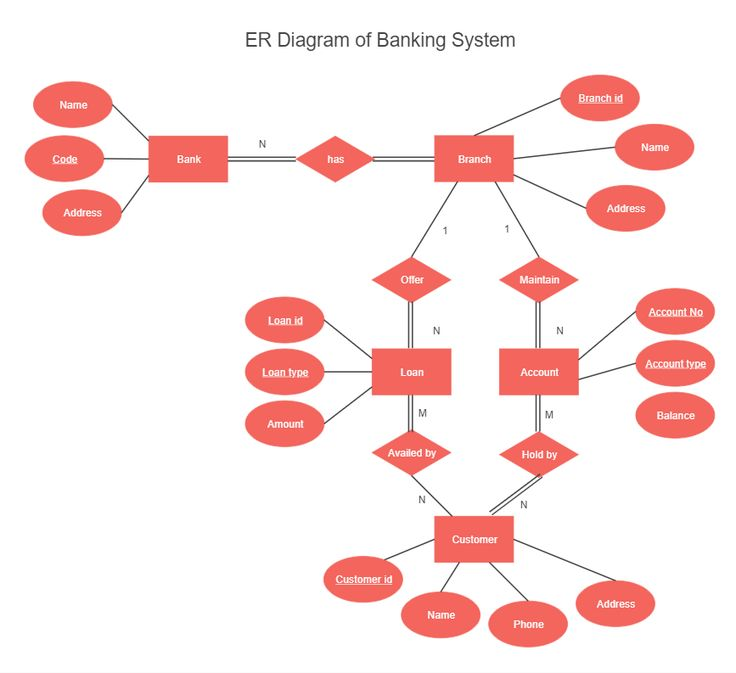 ER Diagram of Banking System
Name
Code
Address
Bank
N
has
Branch
Branch id
Name
Address
1
1
Offer
Maintain
N
N
Loan id
Loan type
Amount
Loan
Account
Account No
Account type
Balance
M
M
Availed by
Hold by
N
N
Customer
Customer id
Name
Phone
Address